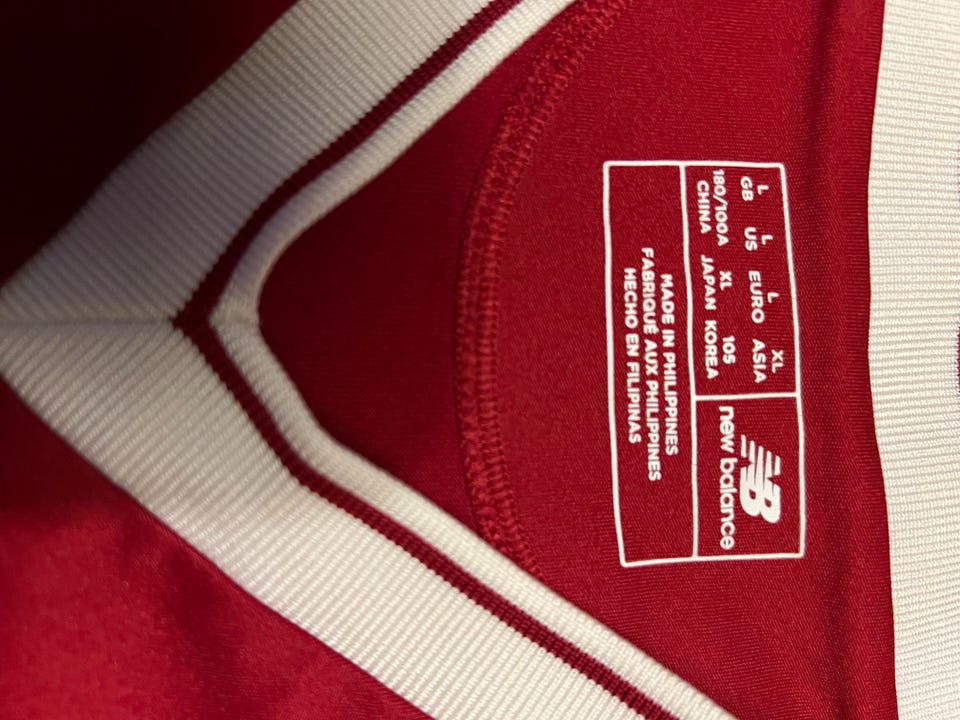 L L L XL
GB US EURO ASIA
180/100A XL 105
CHINA JAPAN KOREA
NB
new balance
MADE IN PHILIPPINES
FABRIQUÉ AUX PHILIPPINES
HECHO EN FILIPINAS